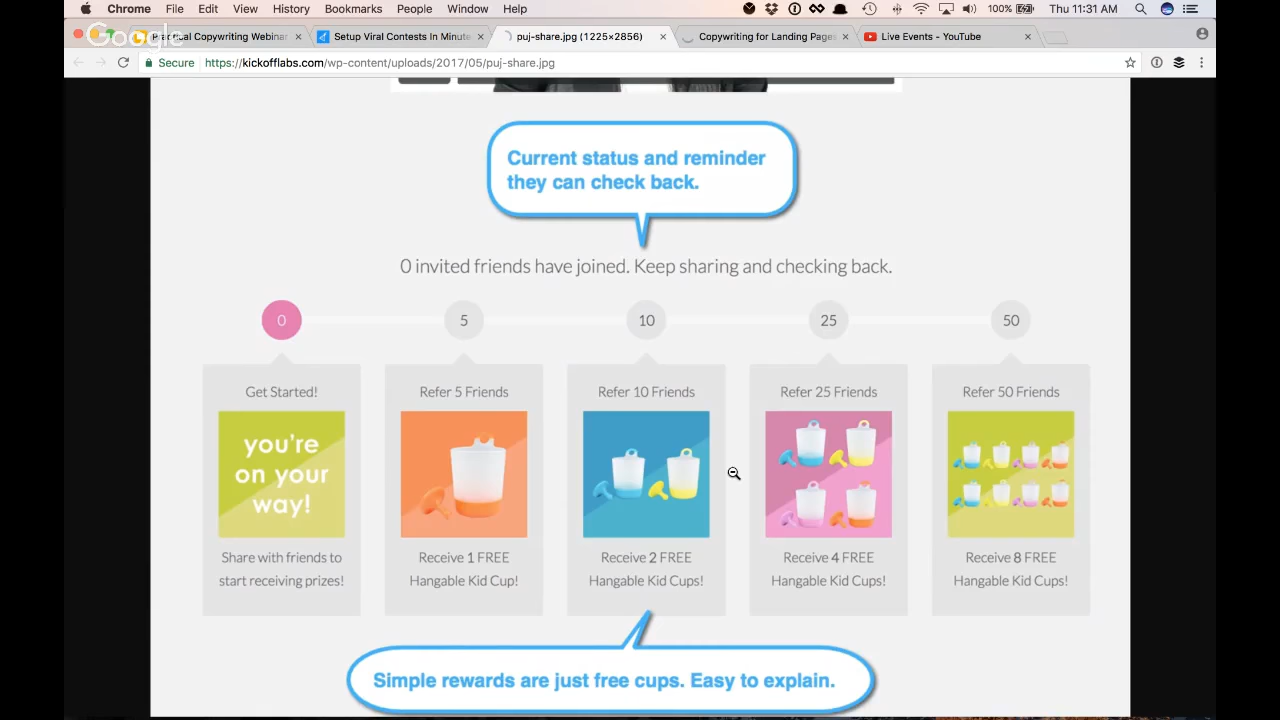 Chrome File Edit View History Bookmarks People Window Help 100% Thu 11:31 AM
Google
Practical Copywriting Webinar
Setup Viral Contests In Minute
puj-share.jpg (1225×2856)
Copywriting for Landing Pages
Live Events - YouTube
Secure https://kickofflabs.com/wp-content/uploads/2017/05/puj-share.jpg
Current status and reminder
they can check back.
0 invited friends have joined. Keep sharing and checking back.
0 5 10 25 50
Get Started! Refer 5 Friends Refer 10 Friends Refer 25 Friends Refer 50 Friends
you're
on your
way!
Share with friends to Receive 1 FREE Receive 2 FREE Receive 4 FREE Receive 8 FREE
start receiving prizes! Hangable Kid Cup! Hangable Kid Cups! Hangable Kid Cups! Hangable Kid Cups!
Simple rewards are just free cups. Easy to explain.